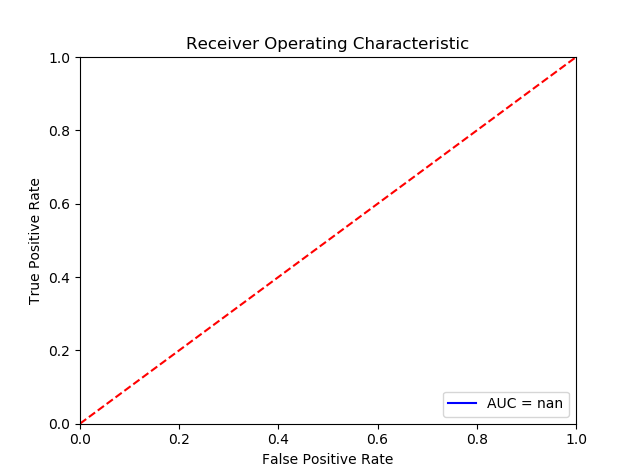 Receiver Operating Characteristic
1.0
0.8
0.6
0.4
0.2
0.0
True Positive Rate
AUC = nan
0.0 0.2 0.4 0.6 0.8 1.0
False Positive Rate